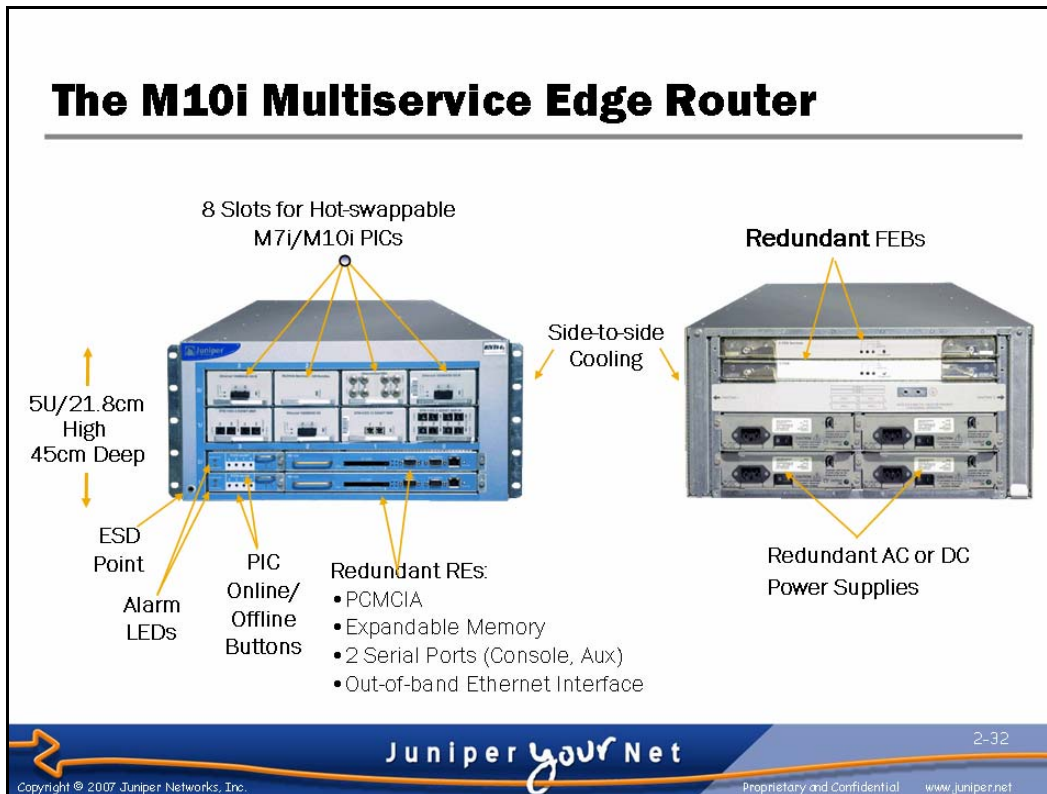 The M10i Multiservice Edge Router
8 Slots for Hot-swappable
M7i/M10i PICs
Redundant FEBs
Side-to-side
Cooling
Juniper
5U/21.8cm
High
45cm Deep
ESD
Point
Alarm
LEDs
PIC
Online/
Offline
Buttons
Redundant REs:
•PCMCIA
•Expandable Memory
•2 Serial Ports (Console, Aux)
•Out-of-band Ethernet Interface
Redundant AC or DC
Power Supplies
Juniper your Net
2-32
Copyright © 2007 Juniper Networks, Inc.
Proprietary and Confidential
www.juniper.net